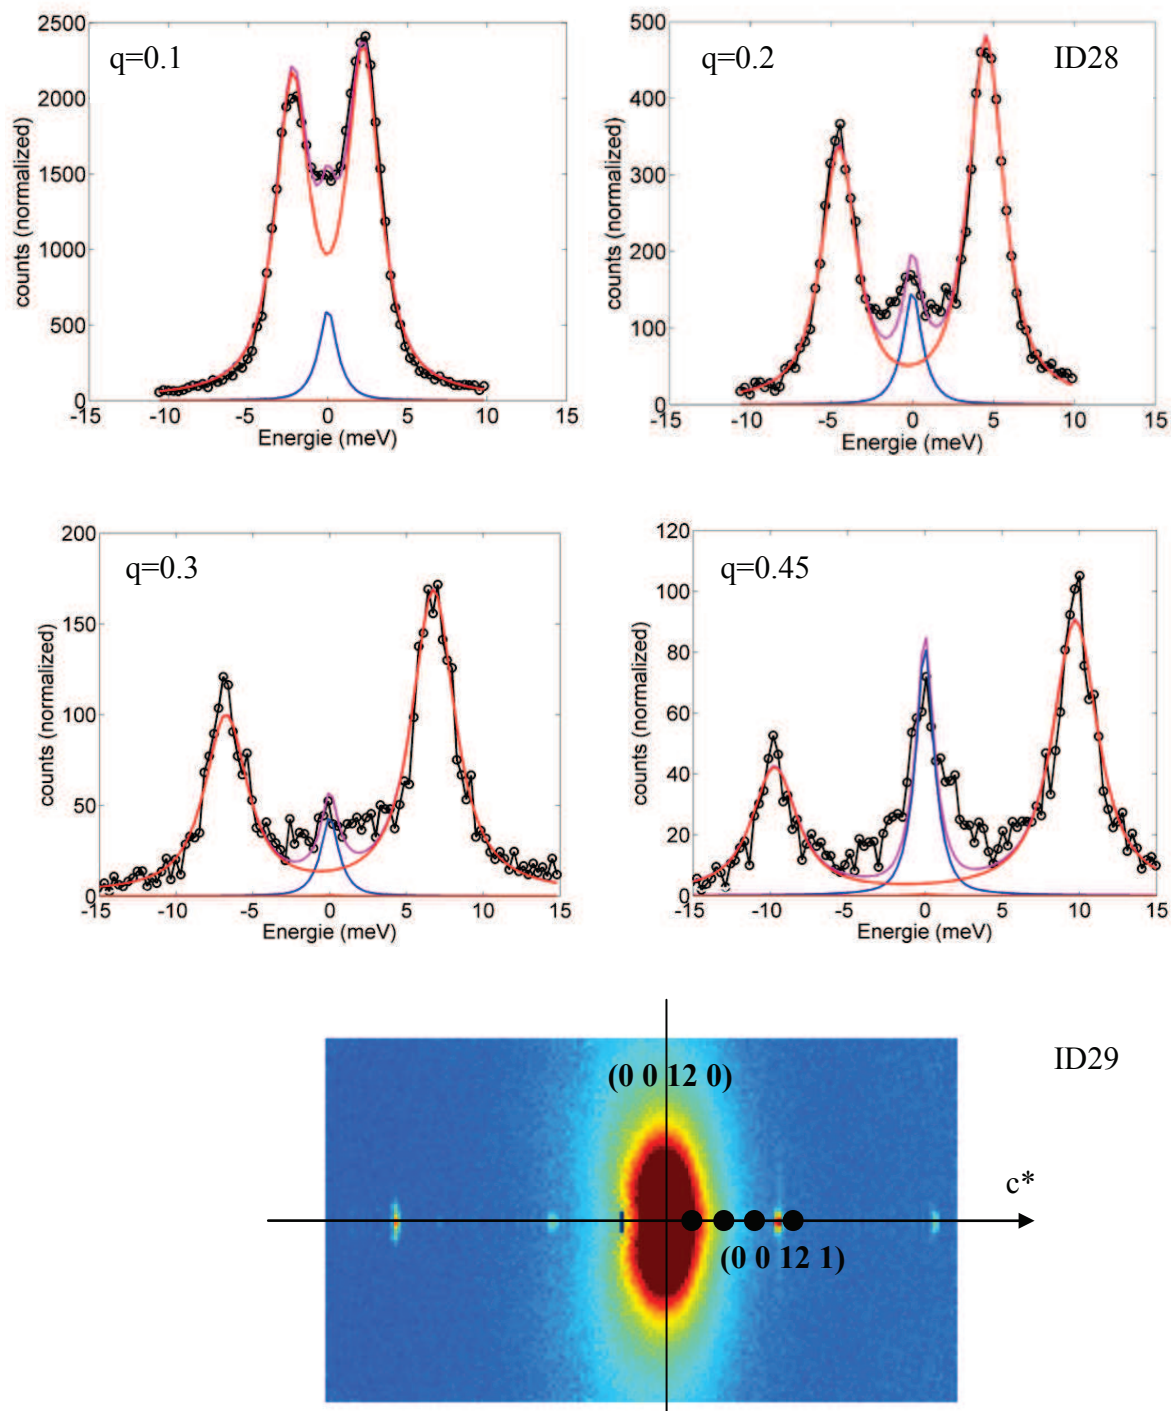 q=0.1
counts (normalized)
2500
2000
1500
1000
500
0
-15 -10 -5 0 5 10 15
Energie (meV)
q=0.2
ID28
counts (normalized)
500
400
300
200
100
0
-15 -10 -5 0 5 10 15
Energie (meV)
q=0.3
counts (normalized)
200
150
100
50
0
-15 -10 -5 0 5 10 15
Energie (meV)
q=0.45
counts (normalized)
120
100
80
60
40
20
0
-15 -10 -5 0 5 10 15
Energie (meV)
ID29
(0 0 12 0)
c*
(0 0 12 1)